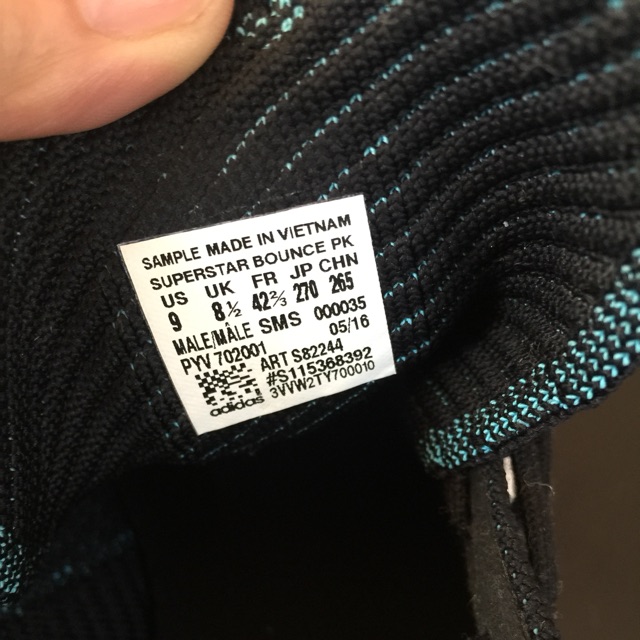 SAMPLE MADE IN VIETNAM
SUPERSTAR BOUNCE PK
US UK FR JP CHN
9 8½ 42⅔ 270 265
MALE/MÂLE SMS 000035
PYV 702001 05/16
ART S82244
#S115368392
adidas 3VVW2TY700010